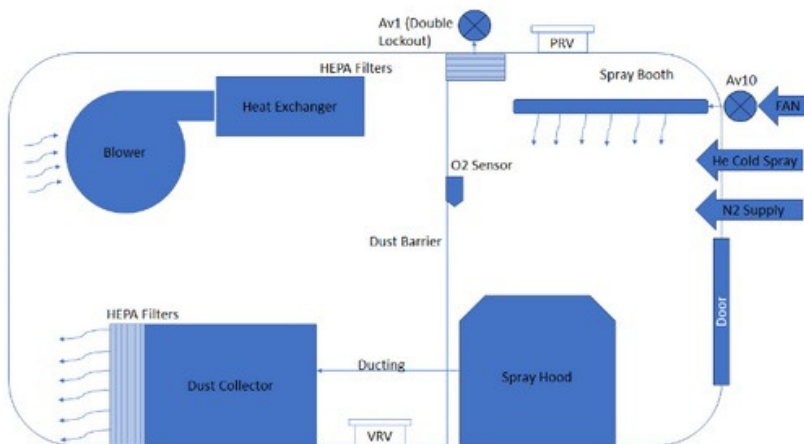 Av1 (Double
Lockout)
PRV
HEPA Filters
Spray Booth
Av10
FAN
Heat Exchanger
Blower
He Cold Spray
O2 Sensor
N2 Supply
Dust Barrier
Door
HEPA Filters
Ducting
Dust Collector
Spray Hood
VRV